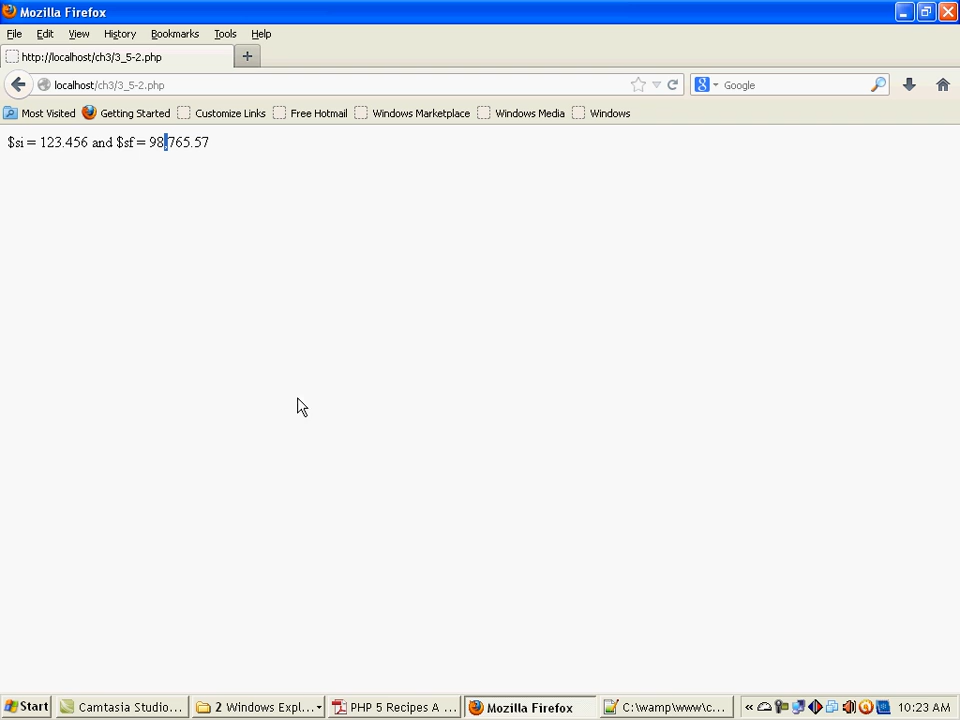 Mozilla Firefox
File Edit View History Bookmarks Tools Help
http://localhost/ch3/3_5-2.php
localhost/ch3/3_5-2.php Google
Most Visited Getting Started Customize Links Free Hotmail Windows Marketplace Windows Media Windows
$si = 123.456 and $sf = 98,765.57
Start Camtasia Studio... 2 Windows Expl... PHP 5 Recipes A ... Mozilla Firefox C:\wamp\www\c... « 10:23 AM